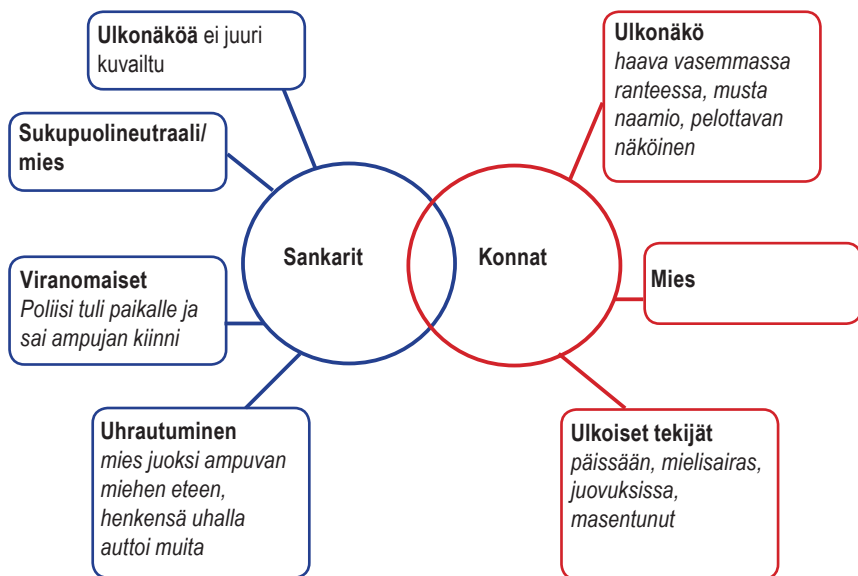 Ulkonäköä ei juuri
kuvailtu
Sukupuolineutraali/
mies
Viranomaiset
Poliisi tuli paikalle ja
sai ampujan kiinni
Uhrautuminen
mies juoksi ampuvan
miehen eteen,
henkensä uhalla
auttoi muita
Sankarit
Konnat
Ulkonäkö
haava vasemmassa
ranteessa, musta
naamio, pelottavan
näköinen
Mies
Ulkoiset tekijät
päissään, mielisairas,
juovuksissa,
masentunut